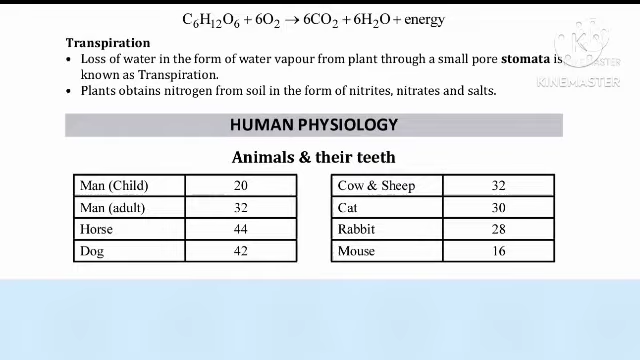 C₆H₁₂O₆ + 6O₂ → 6CO₂ + 6H₂O + energy
Transpiration
• Loss of water in the form of water vapour from plant through a small pore stomata is
known as Transpiration.
• Plants obtains nitrogen from soil in the form of nitrites, nitrates and salts.
HUMAN PHYSIOLOGY
Animals & their teeth
Man (Child) 20 Cow & Sheep 32
Man (adult) 32 Cat 30
Horse 44 Rabbit 28
Dog 42 Mouse 16
K
KINEMASTER